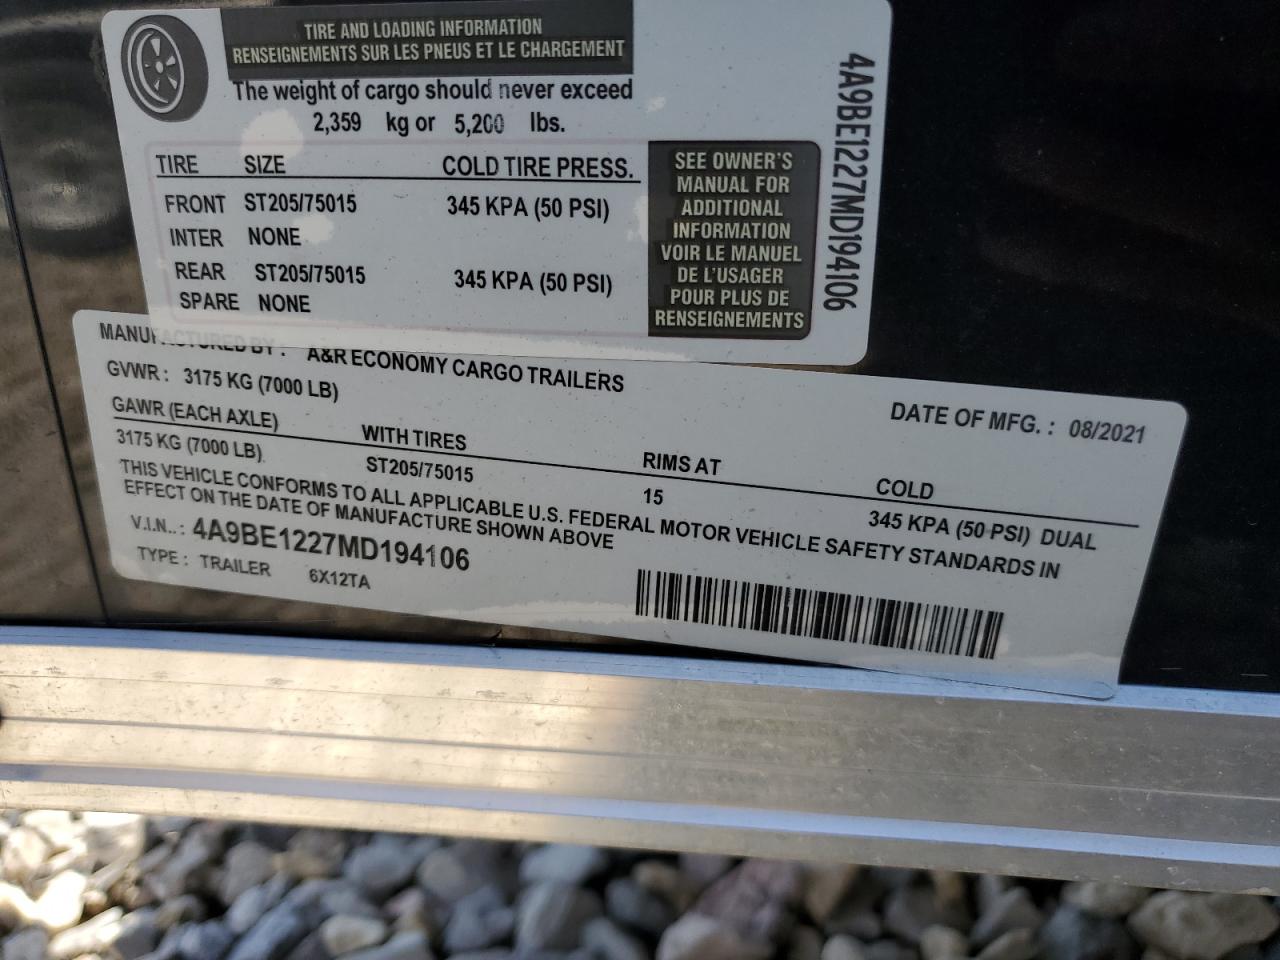 TIRE AND LOADING INFORMATION
RENSEIGNEMENTS SUR LES PNEUS ET LE CHARGEMENT
The weight of cargo should never exceed
2,359 kg or 5,200 lbs.
TIRE SIZE COLD TIRE PRESS.
FRONT ST205/75015 345 KPA (50 PSI)
INTER NONE
REAR ST205/75015 345 KPA (50 PSI)
SPARE NONE
SEE OWNER'S
MANUAL FOR
ADDITIONAL
INFORMATION
VOIR LE MANUEL
DE L'USAGER
POUR PLUS DE
RENSEIGNEMENTS
4A9BE1227MD194106
MANUFACTURED BY : A&R ECONOMY CARGO TRAILERS
GVWR : 3175 KG (7000 LB)
DATE OF MFG. : 08/2021
GAWR (EACH AXLE) WITH TIRES RIMS AT COLD
3175 KG (7000 LB) ST205/75015 15 345 KPA (50 PSI) DUAL
THIS VEHICLE CONFORMS TO ALL APPLICABLE U.S. FEDERAL MOTOR VEHICLE SAFETY STANDARDS IN
EFFECT ON THE DATE OF MANUFACTURE SHOWN ABOVE
V.I.N.. : 4A9BE1227MD194106
TYPE : TRAILER 6X12TA